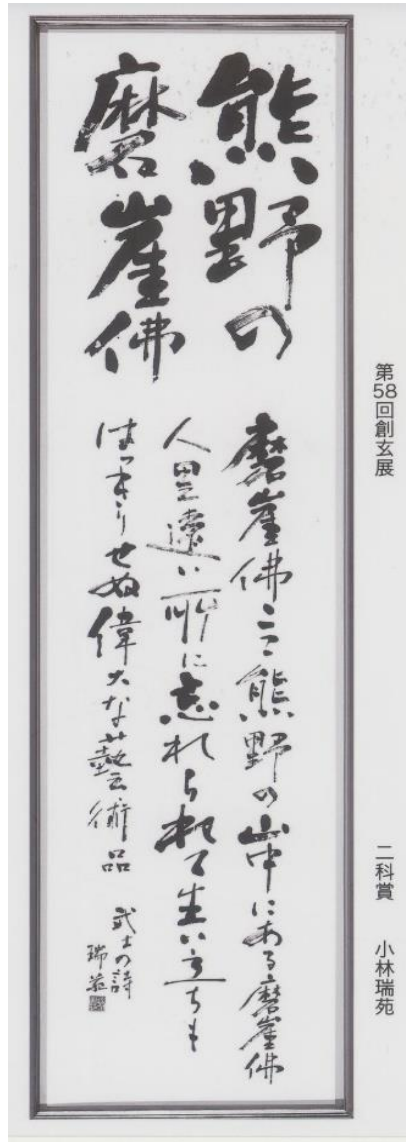 熊野の
磨崖佛
磨崖佛ここ熊野の山中にある磨崖佛
人里遠い所に忘れられて生い立ちも
はっきりせぬ偉大な藝術品
武士の詩
瑞苑
第58回創玄展
二科賞 小林瑞苑